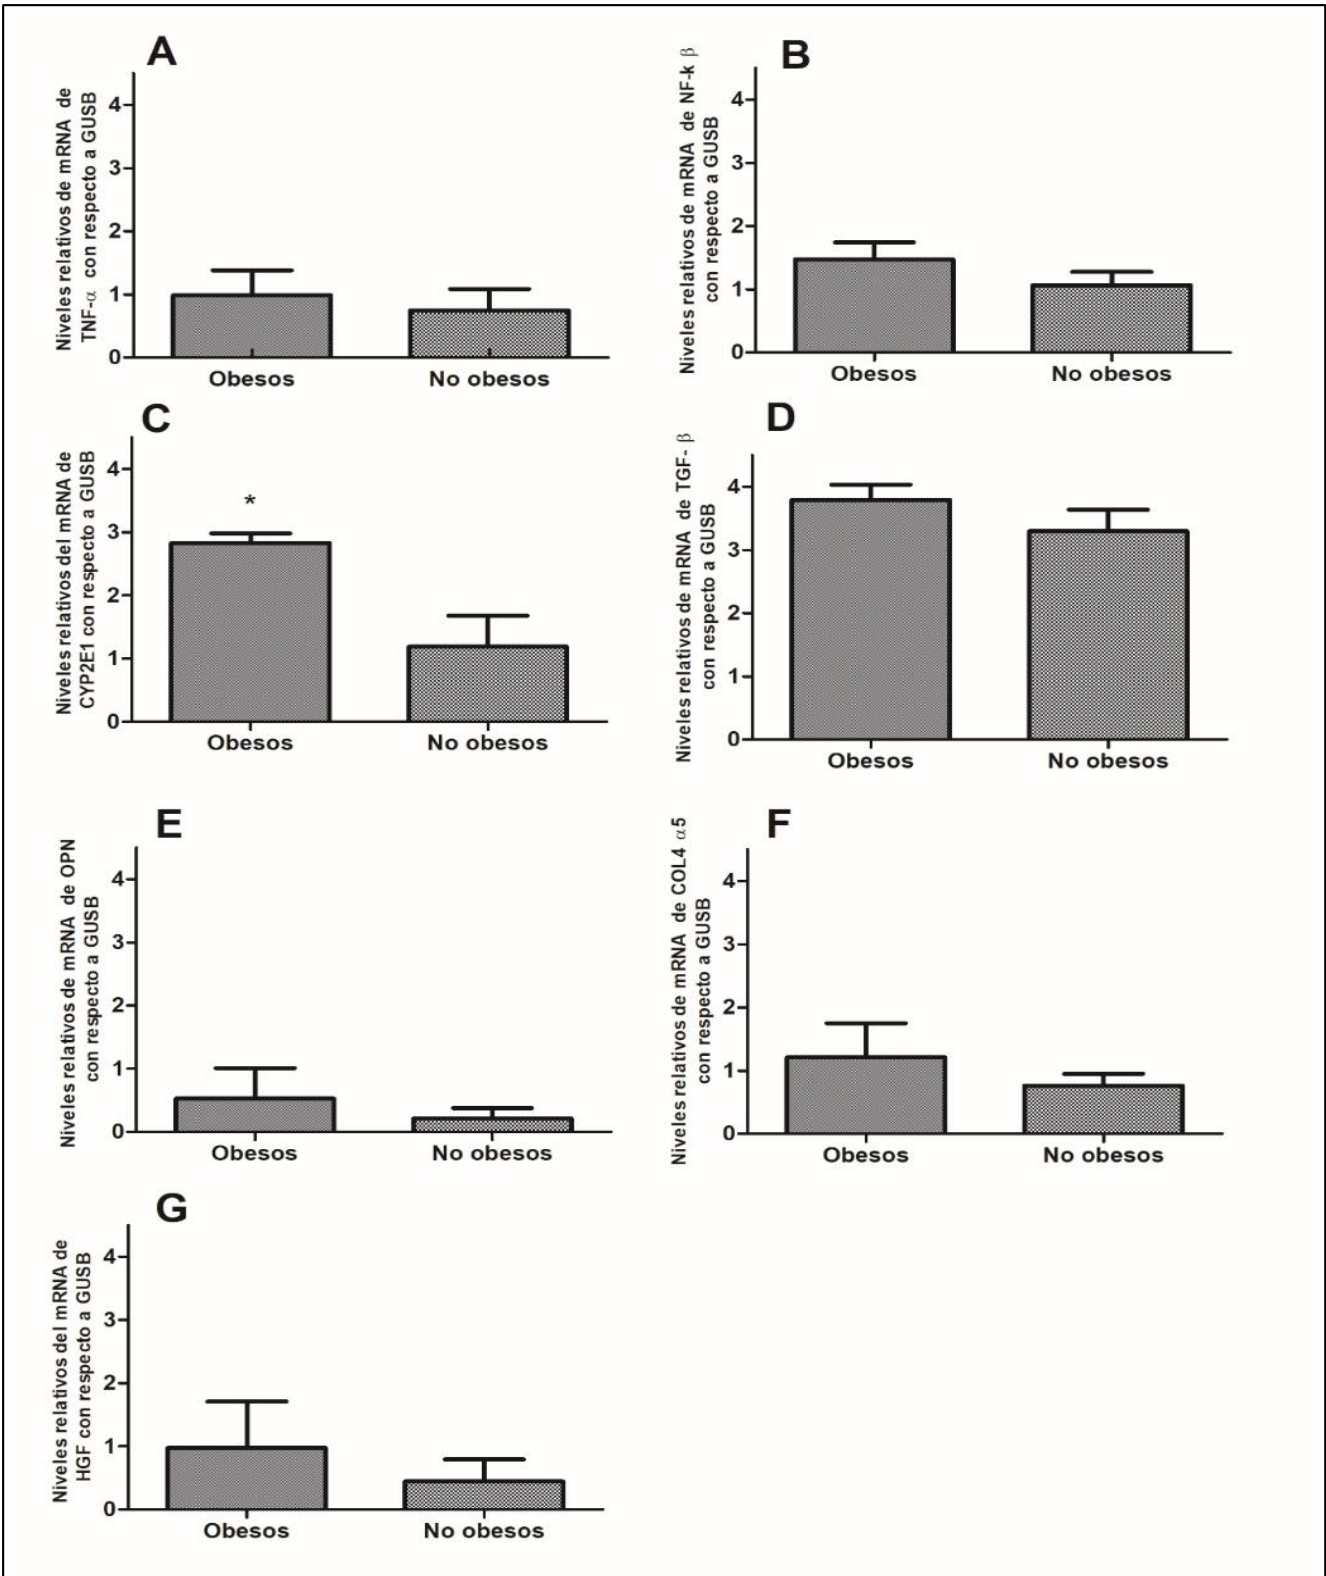 A
Niveles relativos de mRNA de
TNF-α con respecto a GUSB
4
3
2
1
0
Obesos
No obesos
B
Niveles relativos de mRNA de NF-k β
con respecto a GUSB
4
3
2
1
0
Obesos
No obesos
C
Niveles relativos del mRNA de
CYP2E1 con respecto a GUSB
4
3
2
1
0
*
Obesos
No obesos
D
Niveles relativos de mRNA de TGF- β
con respecto a GUSB
4
3
2
1
0
Obesos
No obesos
E
Niveles relativos de mRNA de OPN
con respecto a GUSB
4
3
2
1
0
Obesos
No obesos
F
Niveles relativos de mRNA de COL4 α5
con respecto a GUSB
4
3
2
1
0
Obesos
No obesos
G
Niveles relativos del mRNA de
HGF con respecto a GUSB
4
3
2
1
0
Obesos
No obesos